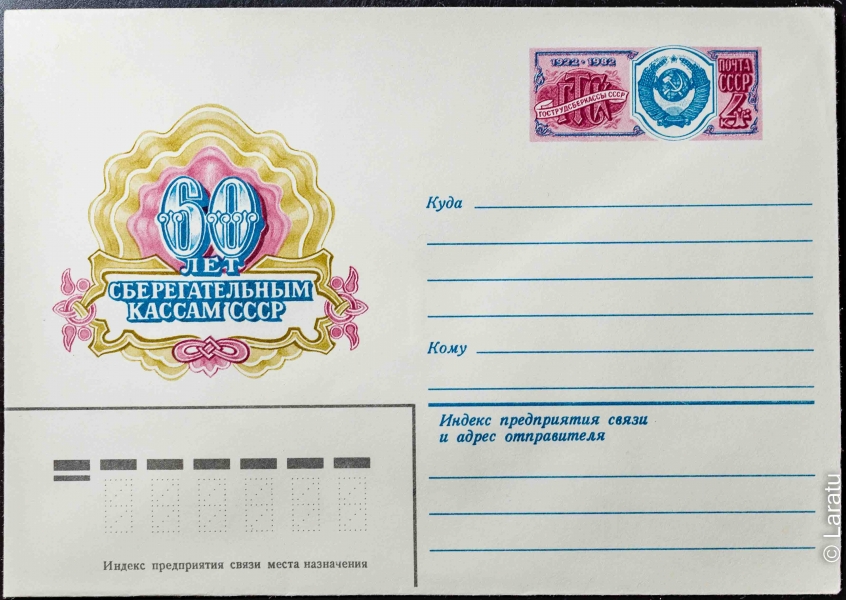 1922 · 1982
ГТСК
ГОСТРУДСБЕРКАССЫ СССР
ПОЧТА
СССР
4
К
60
ЛЕТ
СБЕРЕГАТЕЛЬНЫМ
КАССАМ СССР
Куда
Кому
Индекс предприятия связи
и адрес отправителя
Индекс предприятия связи места назначения
© Laratu